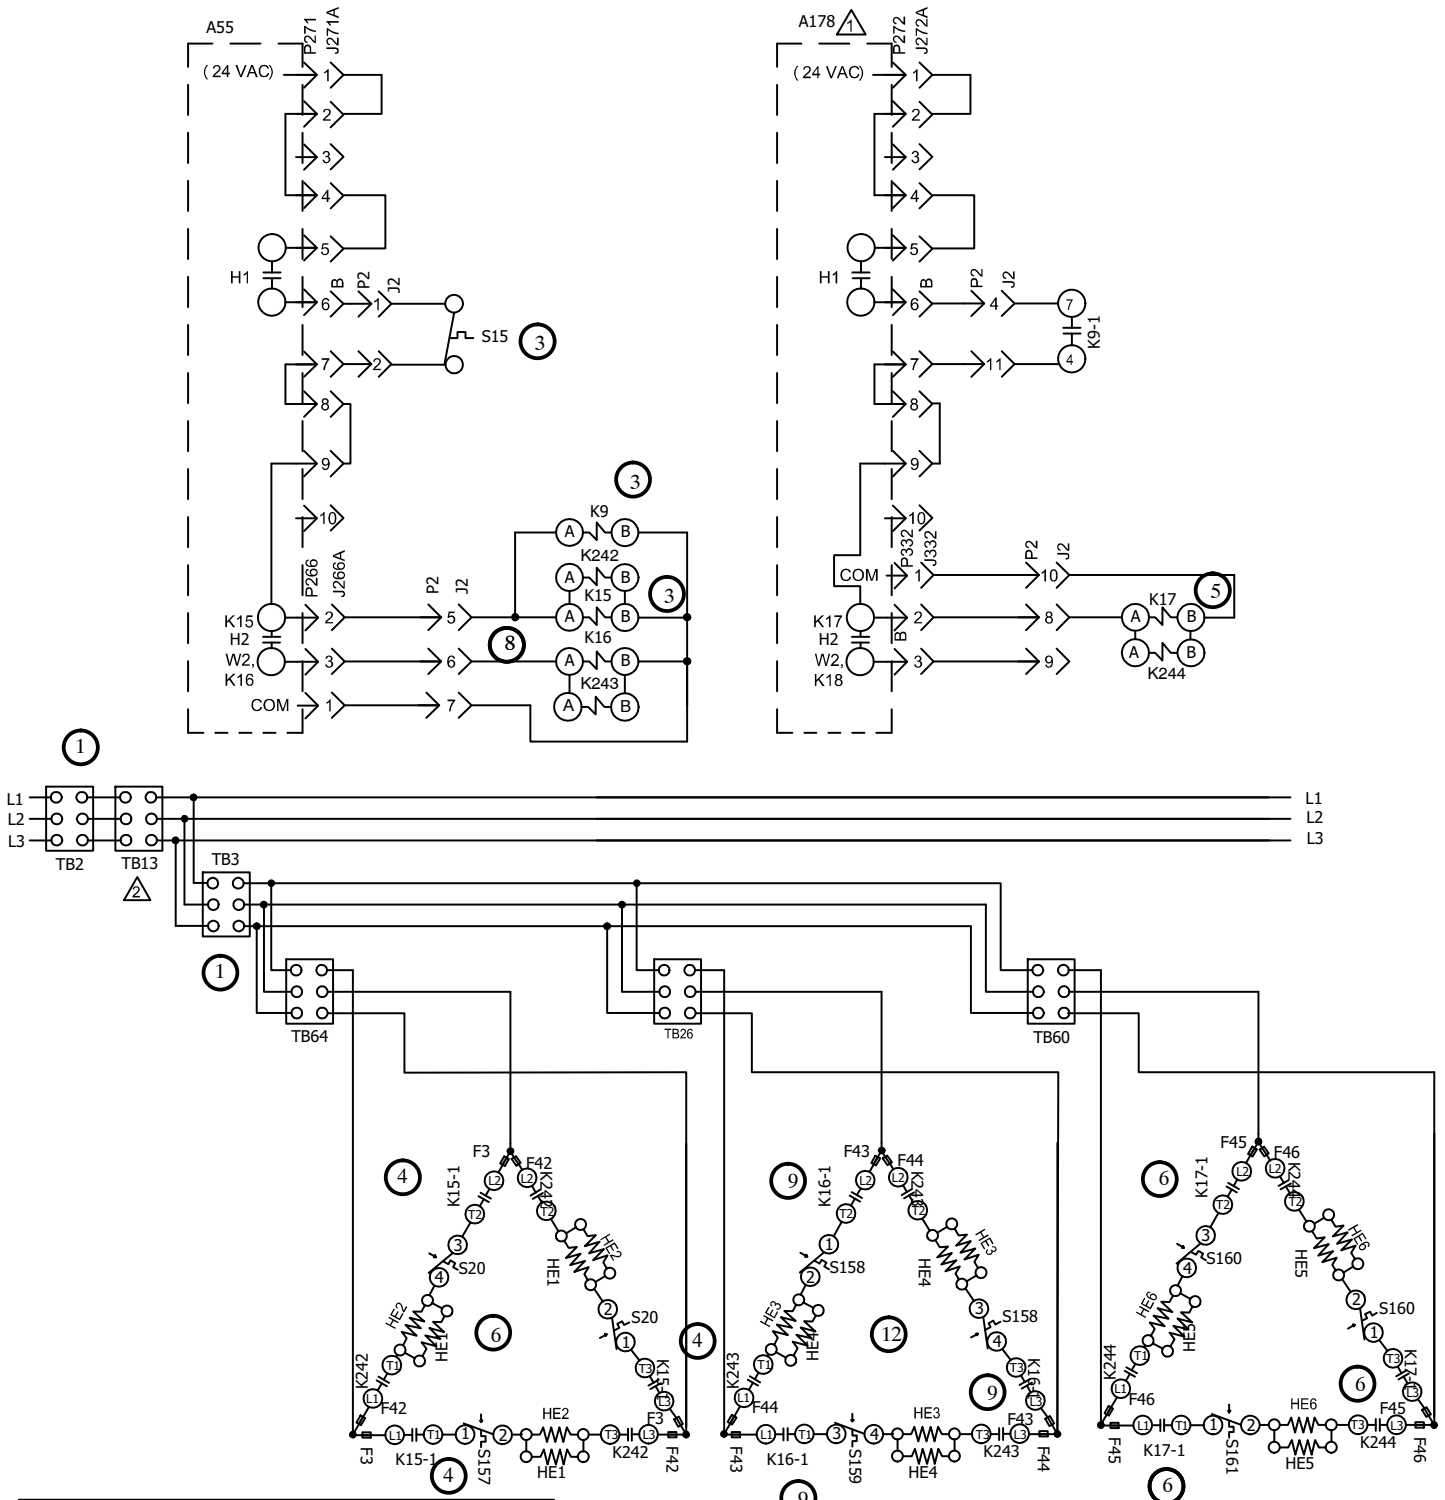 A55
P271
J271A
(24 VAC)
1
2
3
4
5
H1
6
B
P2
1
J2
S15
3
7
2
8
9
10
P266
J266A
P2
J2
3
K9
A
B
K242
A
B
3
K15
A
B
K15
H2
W2,
K16
2
5
8
K16
A
B
3
6
K243
A
B
COM
1
7
A178
1
P272
J272A
(24 VAC)
1
2
3
4
5
H1
6
B
P2
4
J2
7
K9-1
4
7
11
8
9
10
P332
J332
P2
J2
COM
1
10
K17
H2
W2,
K18
2
8
K17
A
B
5
B
3
9
A
B
K244
1
L1
L2
L3
TB2
TB13
2
L1
L2
L3
TB3
1
TB64
TB26
TB60
F3
F42
4
K15-1
L2
L2
K242
T2
T2
3
S20
4
HE2
HE1
HE2
HE1
6
2
S20
1
4
K242
T1
L1
F42
T3
K15-1
L3
F3
L1
T1
K15-1
1
2
S157
4
HE2
HE1
T3
L3
K242
F3
F42
F43
F44
9
K16-1
L2
L2
K243
T2
T2
1
S158
2
HE3
HE4
HE3
HE4
12
3
S158
4
9
K243
T1
L1
F44
T3
K16-1
L3
F43
L1
T1
K16-1
3
4
S159
9
HE3
HE4
T3
L3
K243
F43
F44
F45
F46
6
K17-1
L2
L2
K244
T2
T2
3
S160
4
HE6
HE5
HE6
HE5
2
S160
1
6
K244
T1
L1
F46
T3
K17-1
L3
F45
L1
T1
K17-1
1
2
S161
6
HE6
HE5
T3
L3
K244
F45
F46